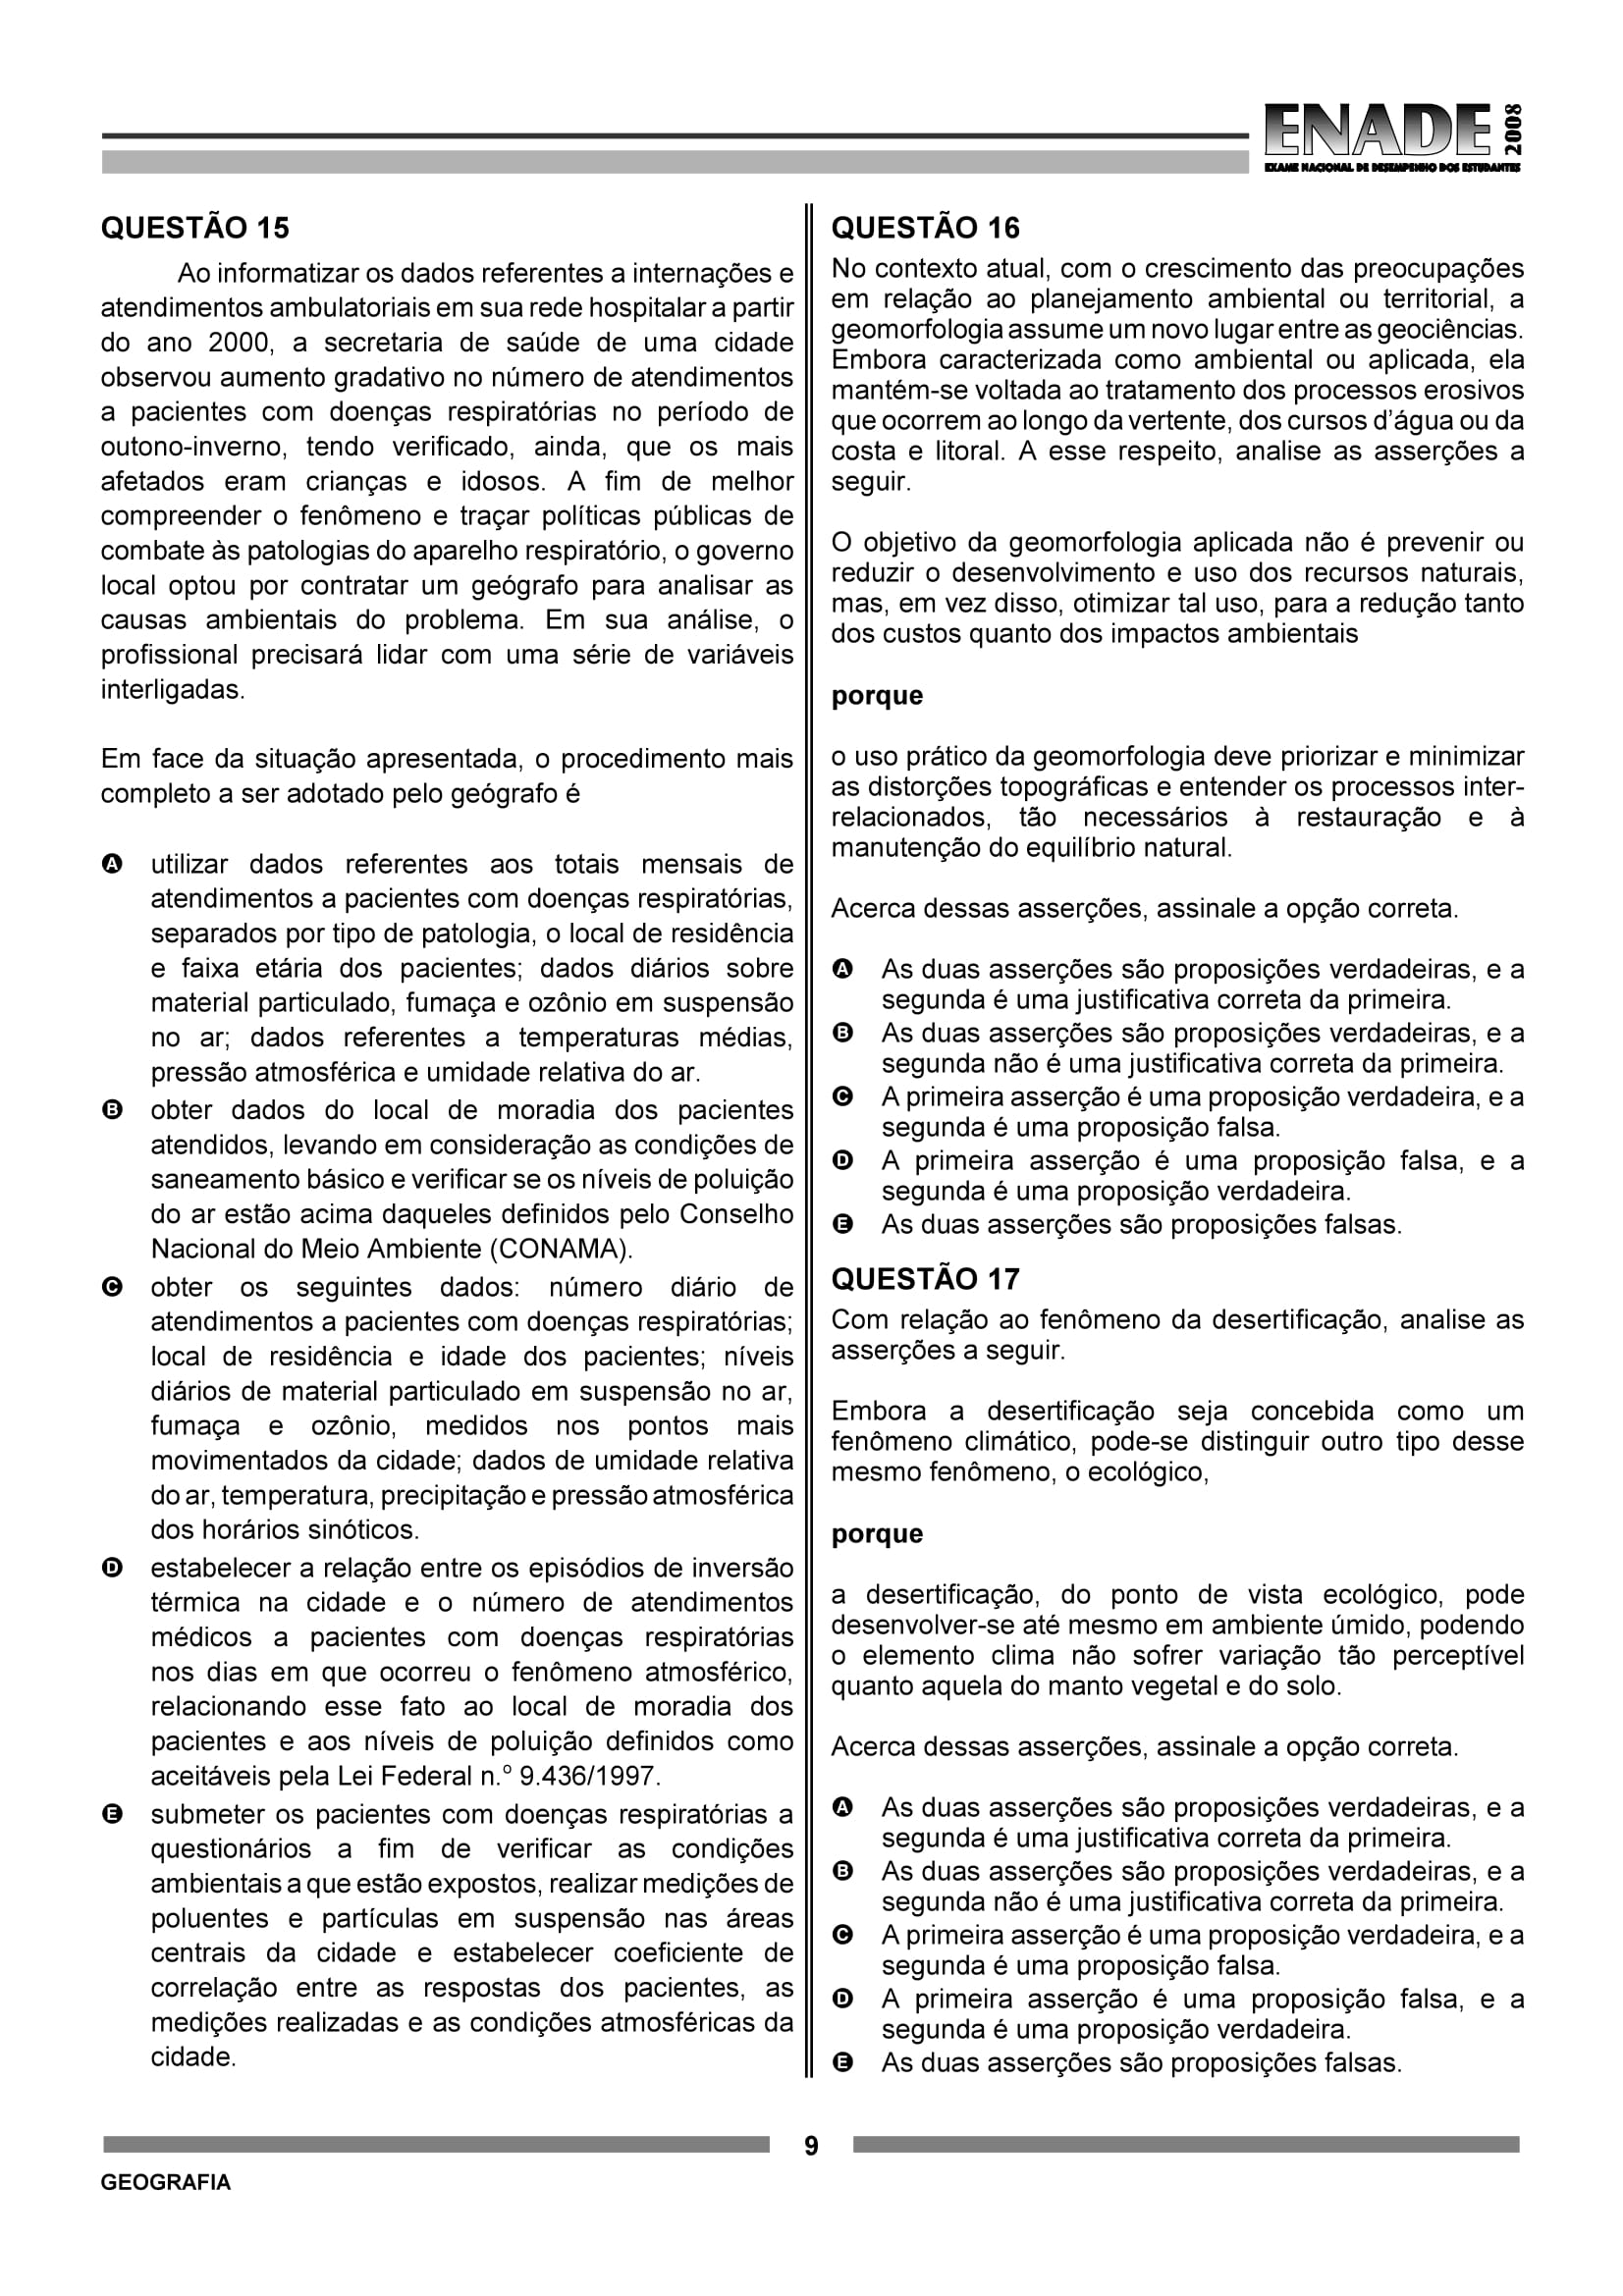 ENADE 2008
EXAME NACIONAL DE DESEMPENHO DOS ESTUDANTES
QUESTÃO 15
Ao informatizar os dados referentes a internações e
atendimentos ambulatoriais em sua rede hospitalar a partir
do ano 2000, a secretaria de saúde de uma cidade
observou aumento gradativo no número de atendimentos
a pacientes com doenças respiratórias no período de
outono-inverno, tendo verificado, ainda, que os mais
afetados eram crianças e idosos. A fim de melhor
compreender o fenômeno e traçar políticas públicas de
combate às patologias do aparelho respiratório, o governo
local optou por contratar um geógrafo para analisar as
causas ambientais do problema. Em sua análise, o
profissional precisará lidar com uma série de variáveis
interligadas.
Em face da situação apresentada, o procedimento mais
completo a ser adotado pelo geógrafo é
A utilizar dados referentes aos totais mensais de
atendimentos a pacientes com doenças respiratórias,
separados por tipo de patologia, o local de residência
e faixa etária dos pacientes; dados diários sobre
material particulado, fumaça e ozônio em suspensão
no ar; dados referentes a temperaturas médias,
pressão atmosférica e umidade relativa do ar.
B obter dados do local de moradia dos pacientes
atendidos, levando em consideração as condições de
saneamento básico e verificar se os níveis de poluição
do ar estão acima daqueles definidos pelo Conselho
Nacional do Meio Ambiente (CONAMA).
C obter os seguintes dados: número diário de
atendimentos a pacientes com doenças respiratórias;
local de residência e idade dos pacientes; níveis
diários de material particulado em suspensão no ar,
fumaça e ozônio, medidos nos pontos mais
movimentados da cidade; dados de umidade relativa
do ar, temperatura, precipitação e pressão atmosférica
dos horários sinóticos.
D estabelecer a relação entre os episódios de inversão
térmica na cidade e o número de atendimentos
médicos a pacientes com doenças respiratórias
nos dias em que ocorreu o fenômeno atmosférico,
relacionando esse fato ao local de moradia dos
pacientes e aos níveis de poluição definidos como
aceitáveis pela Lei Federal n.º 9.436/1997.
E submeter os pacientes com doenças respiratórias a
questionários a fim de verificar as condições
ambientais a que estão expostos, realizar medições de
poluentes e partículas em suspensão nas áreas
centrais da cidade e estabelecer coeficiente de
correlação entre as respostas dos pacientes, as
medições realizadas e as condições atmosféricas da
cidade.
QUESTÃO 16
No contexto atual, com o crescimento das preocupações
em relação ao planejamento ambiental ou territorial, a
geomorfologia assume um novo lugar entre as geociências.
Embora caracterizada como ambiental ou aplicada, ela
mantém-se voltada ao tratamento dos processos erosivos
que ocorrem ao longo da vertente, dos cursos d’água ou da
costa e litoral. A esse respeito, analise as asserções a
seguir.
O objetivo da geomorfologia aplicada não é prevenir ou
reduzir o desenvolvimento e uso dos recursos naturais,
mas, em vez disso, otimizar tal uso, para a redução tanto
dos custos quanto dos impactos ambientais
porque
o uso prático da geomorfologia deve priorizar e minimizar
as distorções topográficas e entender os processos inter-
relacionados, tão necessários à restauração e à
manutenção do equilíbrio natural.
Acerca dessas asserções, assinale a opção correta.
A As duas asserções são proposições verdadeiras, e a
segunda é uma justificativa correta da primeira.
B As duas asserções são proposições verdadeiras, e a
segunda não é uma justificativa correta da primeira.
C A primeira asserção é uma proposição verdadeira, e a
segunda é uma proposição falsa.
D A primeira asserção é uma proposição falsa, e a
segunda é uma proposição verdadeira.
E As duas asserções são proposições falsas.
QUESTÃO 17
Com relação ao fenômeno da desertificação, analise as
asserções a seguir.
Embora a desertificação seja concebida como um
fenômeno climático, pode-se distinguir outro tipo desse
mesmo fenômeno, o ecológico,
porque
a desertificação, do ponto de vista ecológico, pode
desenvolver-se até mesmo em ambiente úmido, podendo
o elemento clima não sofrer variação tão perceptível
quanto aquela do manto vegetal e do solo.
Acerca dessas asserções, assinale a opção correta.
A As duas asserções são proposições verdadeiras, e a
segunda é uma justificativa correta da primeira.
B As duas asserções são proposições verdadeiras, e a
segunda não é uma justificativa correta da primeira.
C A primeira asserção é uma proposição verdadeira, e a
segunda é uma proposição falsa.
D A primeira asserção é uma proposição falsa, e a
segunda é uma proposição verdadeira.
E As duas asserções são proposições falsas.
9
GEOGRAFIA